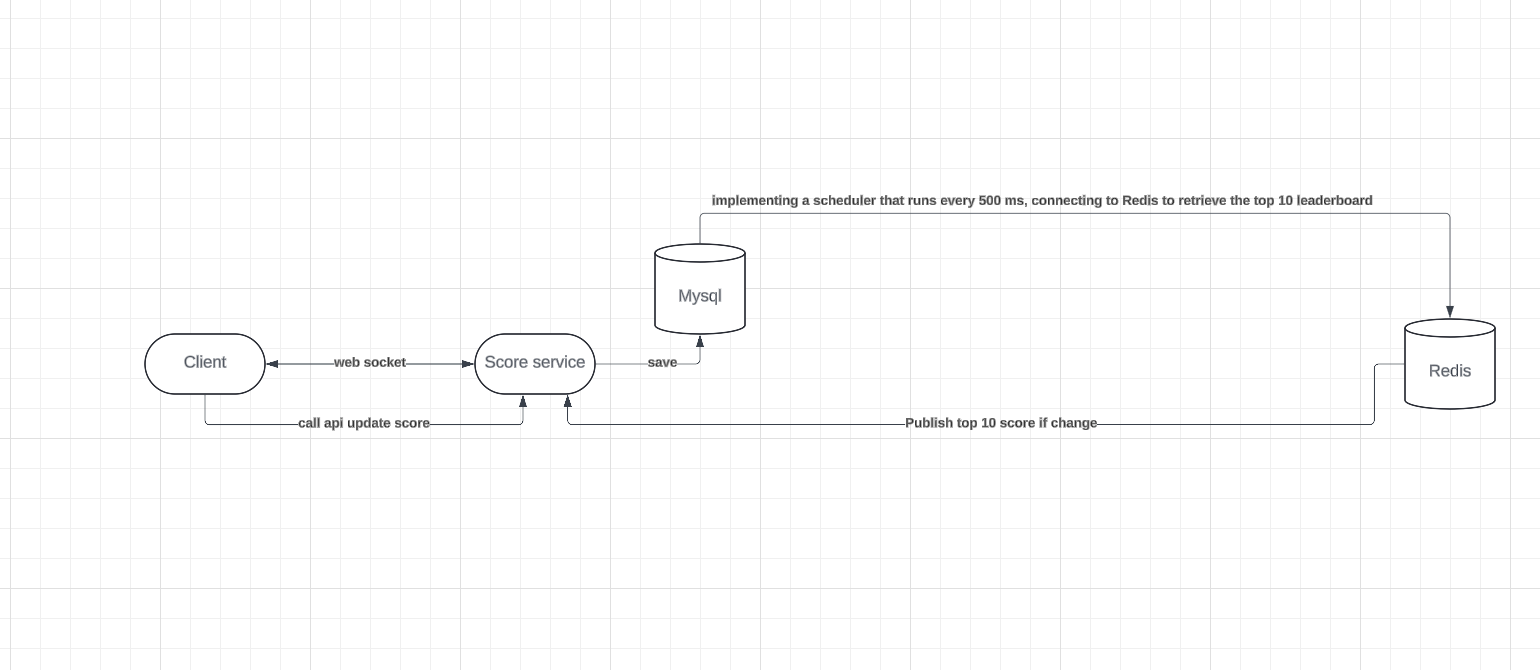 implementing a scheduler that runs every 500 ms, connecting to Redis to retrieve the top 10 leaderboard
Mysql
Client
web socket
Score service
save
Redis
call api update score
Publish top 10 score if change